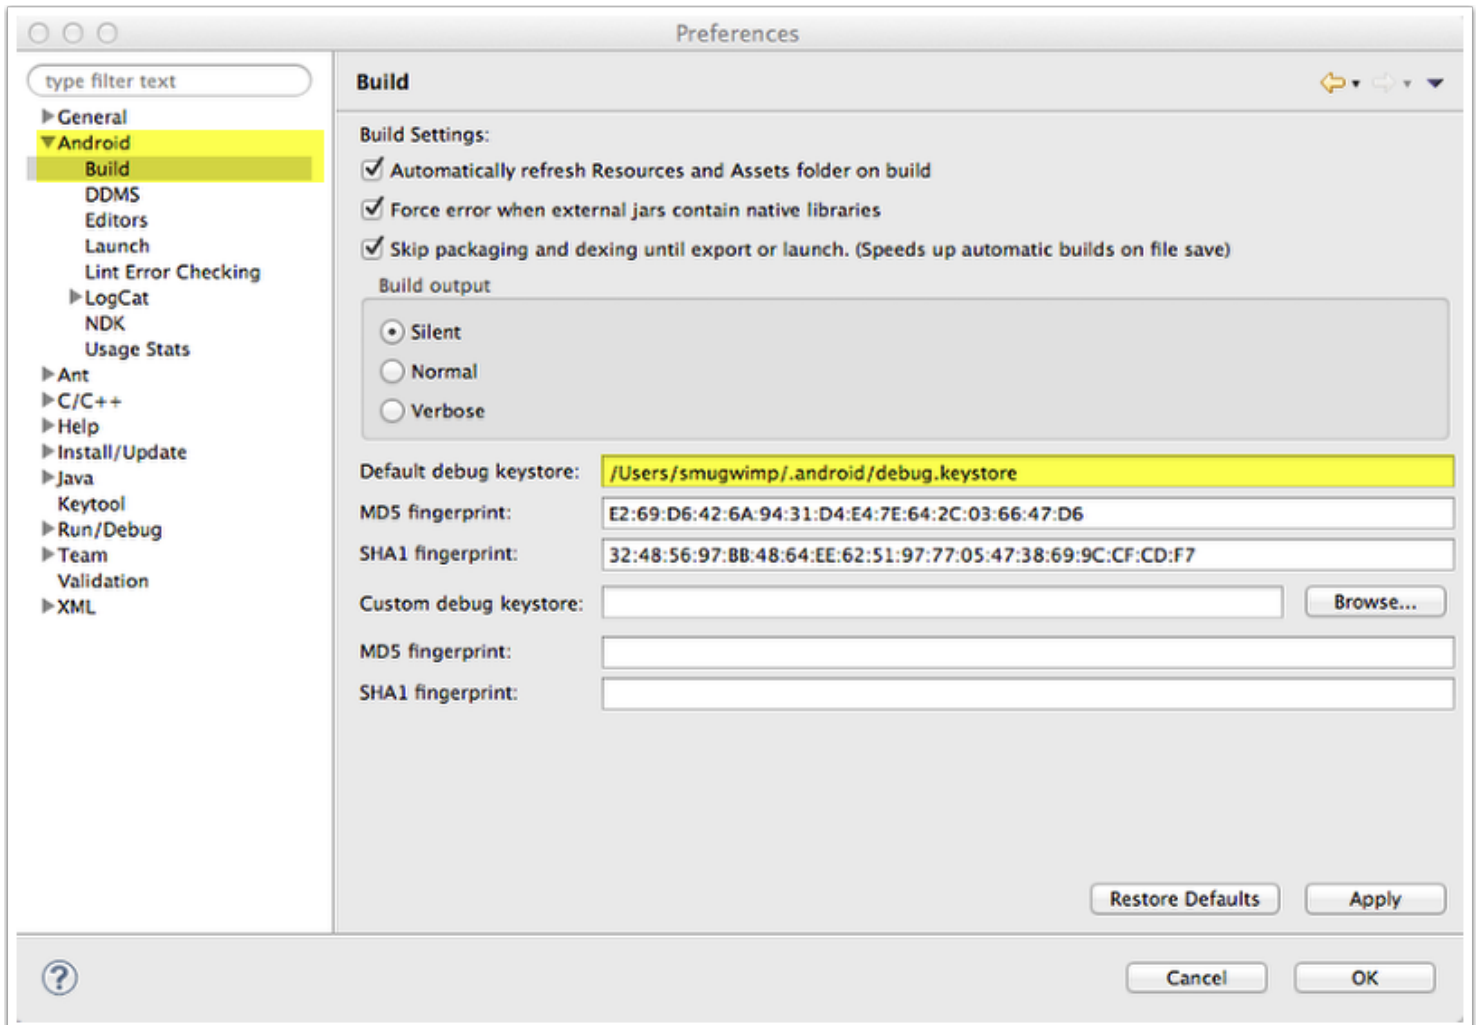 Preferences
type filter text
General
Android
Build
DDMS
Editors
Launch
Lint Error Checking
LogCat
NDK
Usage Stats
Ant
C/C++
Help
Install/Update
Java
Keytool
Run/Debug
Team
Validation
XML
Build
Build Settings:
Automatically refresh Resources and Assets folder on build
Force error when external jars contain native libraries
Skip packaging and dexing until export or launch. (Speeds up automatic builds on file save)
Build output
Silent
Normal
Verbose
Default debug keystore: /Users/smugwimp/.android/debug.keystore
MD5 fingerprint: E2:69:D6:42:6A:94:31:D4:E4:7E:64:2C:03:66:47:D6
SHA1 fingerprint: 32:48:56:97:BB:48:64:EE:62:51:97:77:05:47:38:69:9C:CF:CD:F7
Custom debug keystore: Browse...
MD5 fingerprint:
SHA1 fingerprint:
Restore Defaults Apply
? Cancel OK